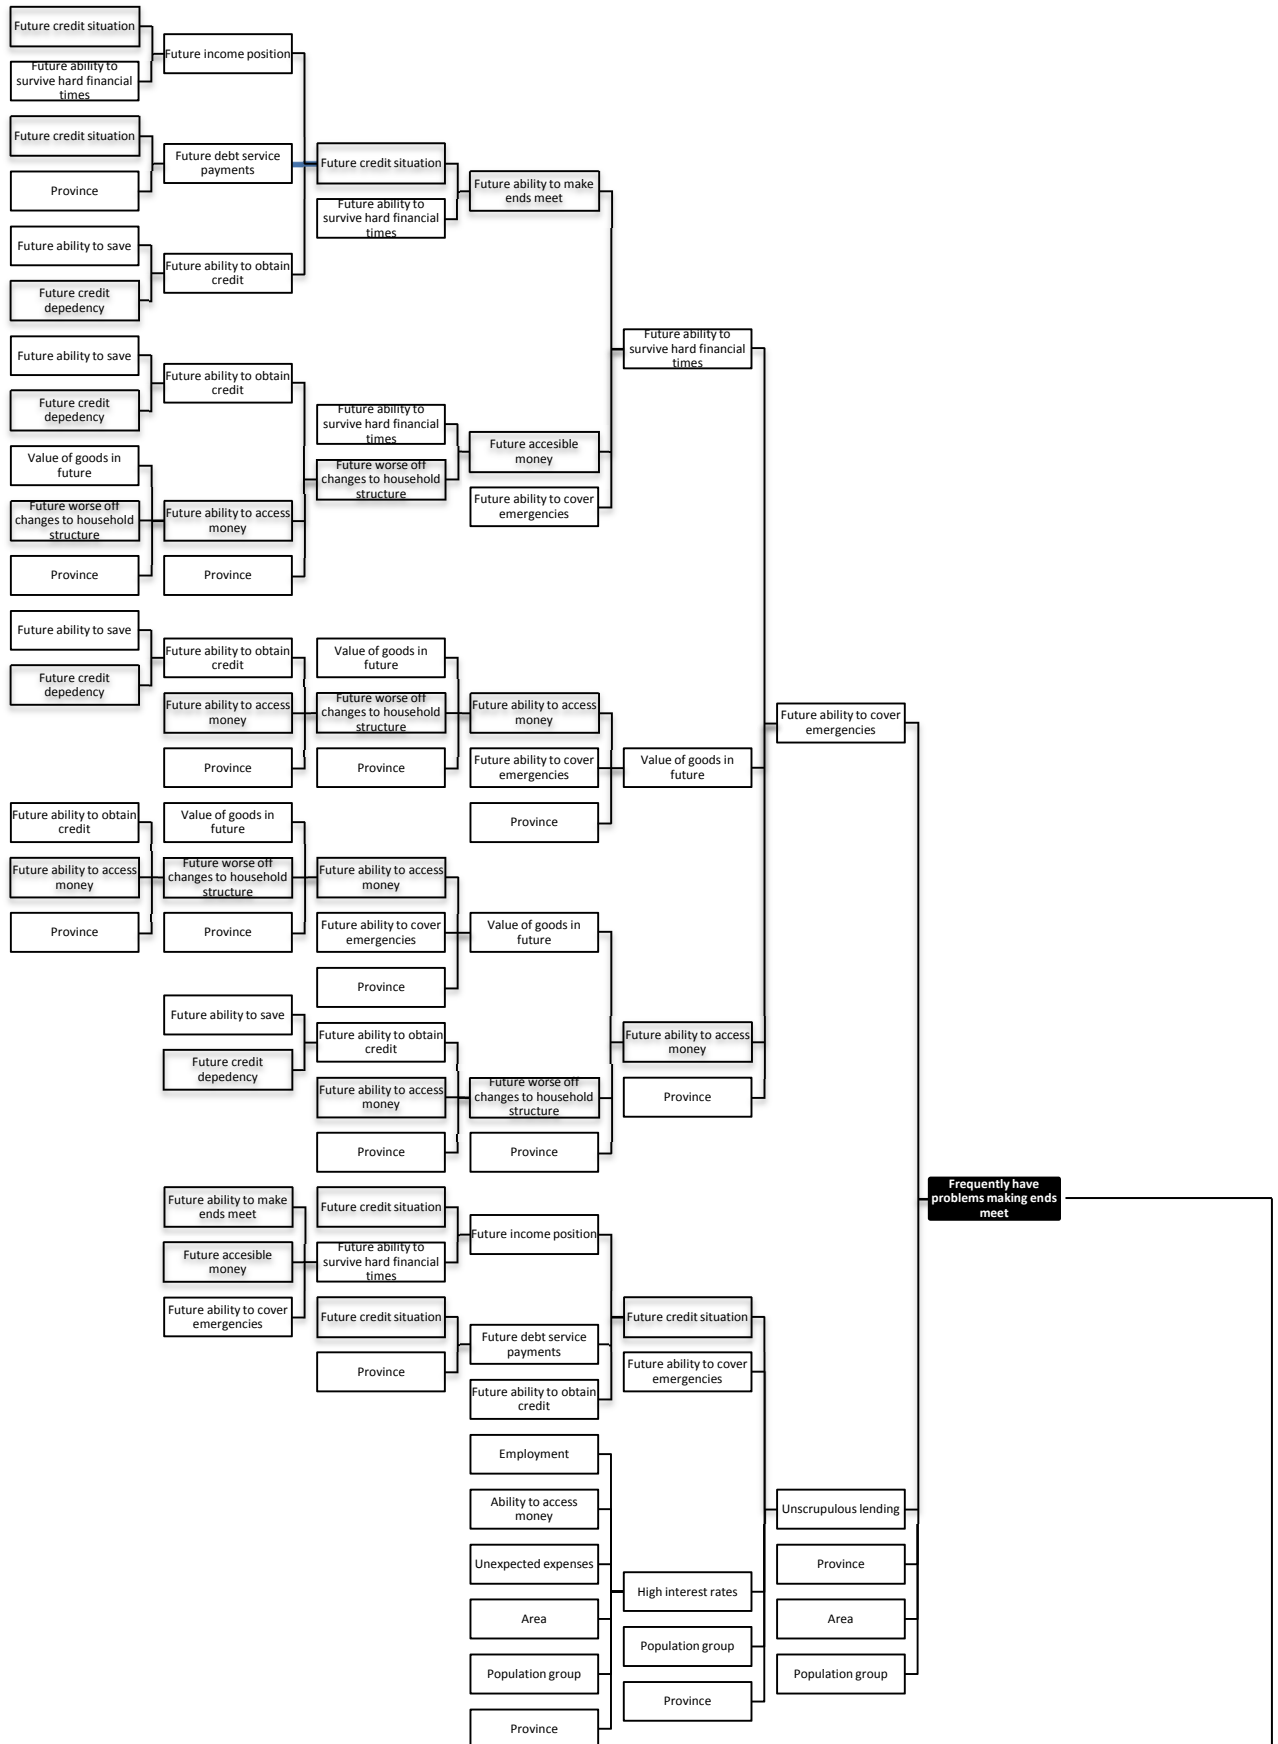 Future credit situation
Future income position
Future ability to
survive hard financial
times
Future credit situation
Future debt service
payments
Province
Future ability to save
Future ability to obtain
credit
Future credit
depedency
Future credit situation
Future ability to
survive hard financial
times
Future ability to make
ends meet
Future ability to save
Future ability to obtain
credit
Future credit
depedency
Value of goods in
future
Future worse off
changes to household
structure
Future ability to access
money
Province
Province
Future ability to
survive hard financial
times
Future worse off
changes to household
structure
Future accesible
money
Future ability to cover
emergencies
Future ability to
survive hard financial
times
Future ability to save
Future ability to obtain
credit
Future credit
depedency
Future ability to access
money
Province
Value of goods in
future
Future worse off
changes to household
structure
Province
Future ability to access
money
Future ability to cover
emergencies
Province
Value of goods in
future
Future ability to cover
emergencies
Future ability to obtain
credit
Future ability to access
money
Province
Value of goods in
future
Future worse off
changes to household
structure
Province
Future ability to access
money
Future ability to cover
emergencies
Province
Value of goods in
future
Future ability to save
Future credit
depedency
Future ability to obtain
credit
Future ability to access
money
Province
Future worse off
changes to household
structure
Province
Future ability to access
money
Province
Frequently have
problems making ends
meet
Future ability to make
ends meet
Future accesible
money
Future ability to cover
emergencies
Future credit situation
Future ability to
survive hard financial
times
Future income position
Future credit situation
Province
Future debt service
payments
Future ability to obtain
credit
Future credit situation
Future ability to cover
emergencies
Employment
Ability to access
money
Unexpected expenses
Area
Population group
Province
High interest rates
Population group
Province
Unscrupulous lending
Province
Area
Population group